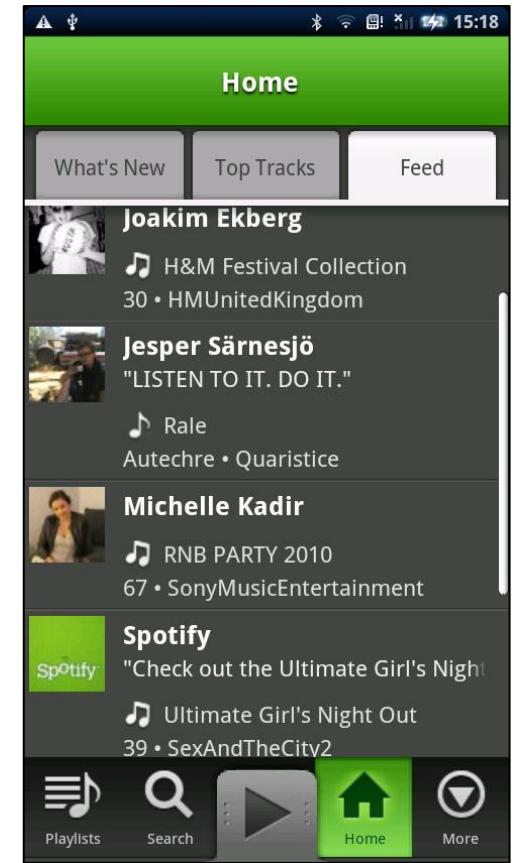 15:18
Home
What's New
Top Tracks
Feed
Joakim Ekberg
H&M Festival Collection
30 • HMUnitedKingdom
Jesper Särnesjö
"LISTEN TO IT. DO IT."
Rale
Autechre • Quaristice
Michelle Kadir
RNB PARTY 2010
67 • SonyMusicEntertainment
Spotify
Spotify
"Check out the Ultimate Girl's Night
Ultimate Girl's Night Out
39 • SexAndTheCity2
Playlists
Search
Home
More